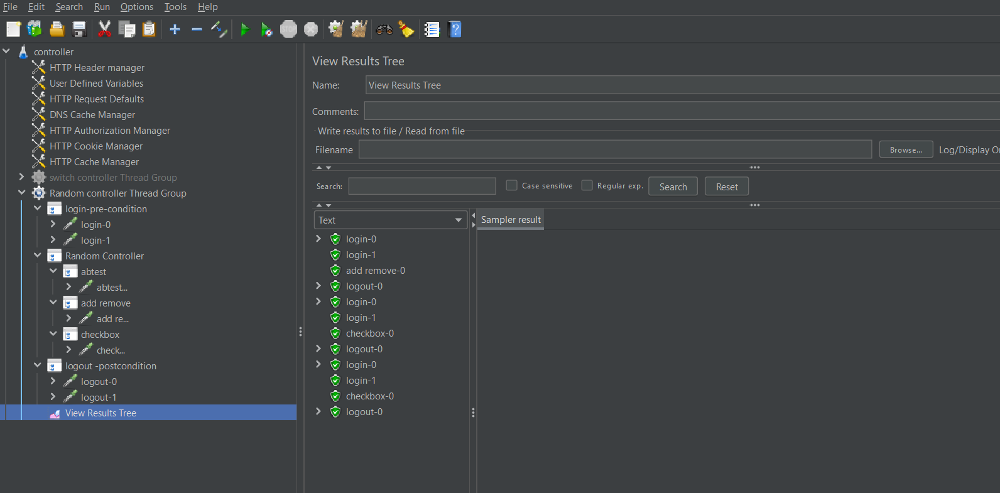 File Edit Search Run Options Tools Help
STOP
controller
HTTP Header manager
User Defined Variables
HTTP Request Defaults
DNS Cache Manager
HTTP Authorization Manager
HTTP Cookie Manager
HTTP Cache Manager
switch controller Thread Group
Random controller Thread Group
login-pre-condition
login-0
login-1
Random Controller
abtest
abtest...
add remove
add re...
checkbox
check...
logout -postcondition
logout-0
logout-1
View Results Tree
View Results Tree
Name: View Results Tree
Comments:
Write results to file / Read from file
Filename Browse... Log/Display O
Search: Case sensitive Regular exp. Search Reset
Text
login-0
login-1
add remove-0
logout-0
login-0
login-1
checkbox-0
logout-0
login-0
login-1
checkbox-0
logout-0
Sampler result